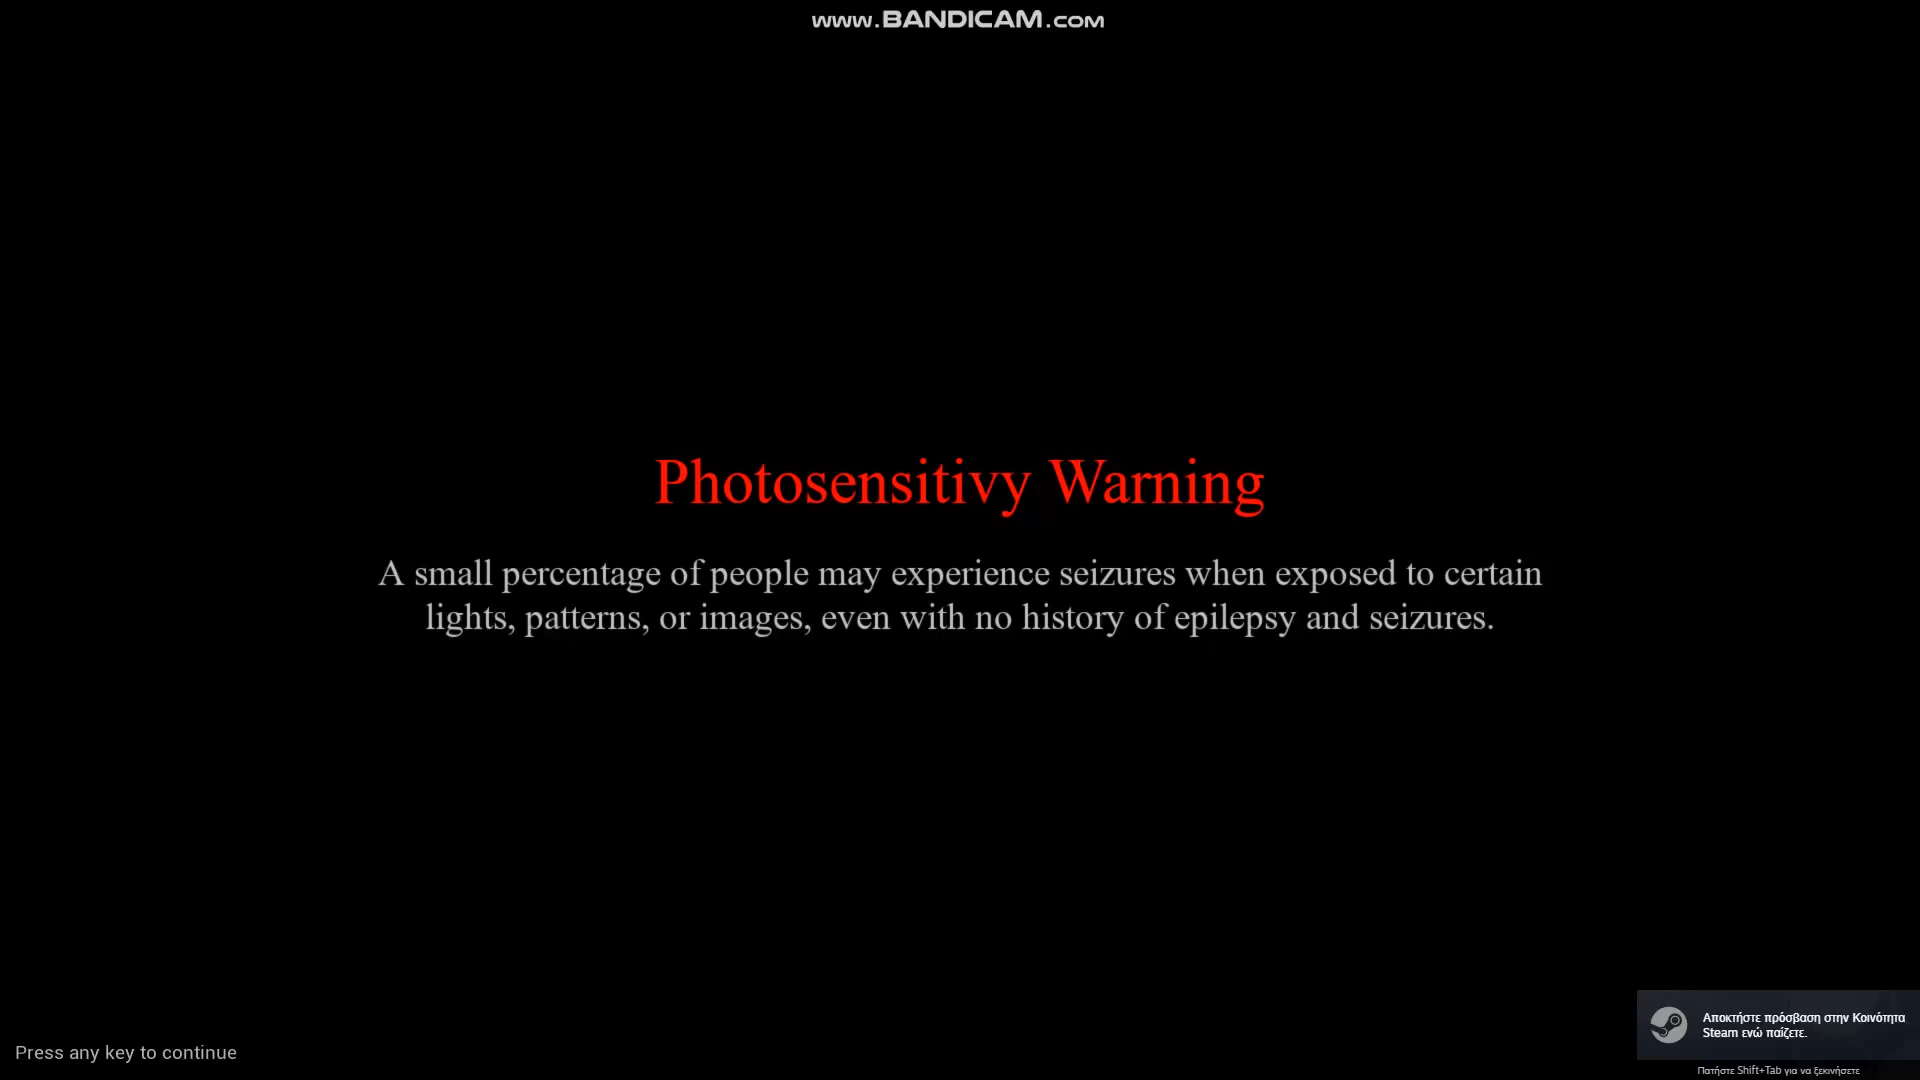 www.BANDICAM.COM
Photosensitivy Warning
A small percentage of people may experience seizures when exposed to certain
lights, patterns, or images, even with no history of epilepsy and seizures.
Press any key to continue
Αποκτήστε πρόσβαση στην Κοινότητα
Steam ενώ παίζετε.
Πατήστε Shift+Tab για να ξεκινήσετε